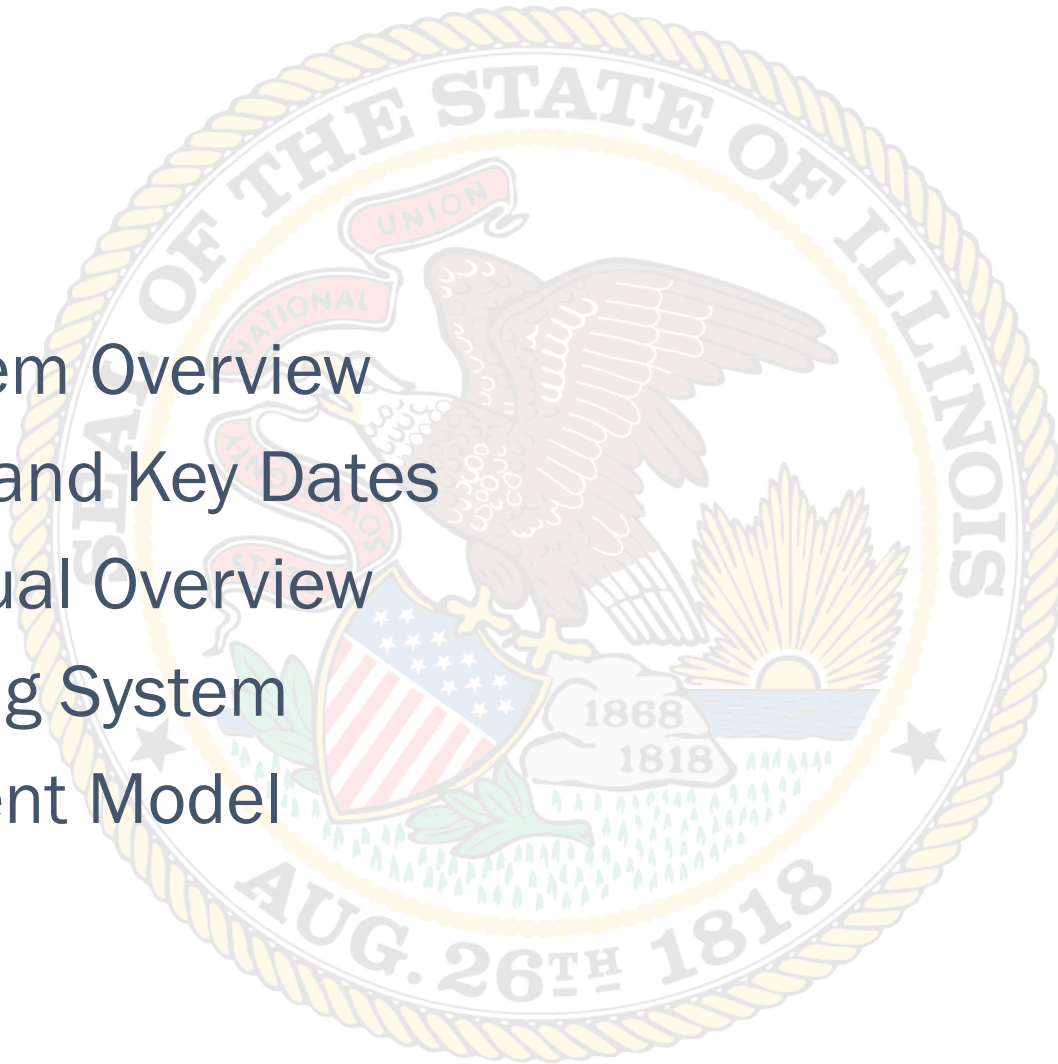 SEAL OF THE STATE OF ILLINOIS
UNION
NATIONAL
em Overview
and Key Dates
ual Overview
g System
ent Model
1868
1818
AUG. 26TH 1818